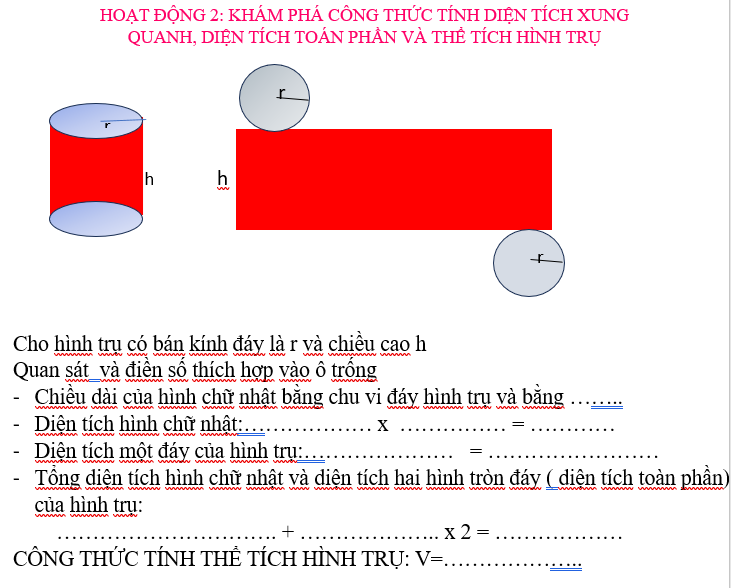 HOẠT ĐỘNG 2: KHÁM PHÁ CÔNG THỨC TÍNH DIỆN TÍCH XUNG
QUANH, DIỆN TÍCH TOÁN PHẦN VÀ THỂ TÍCH HÌNH TRỤ
r
r
h
h
r
Cho hình trụ có bán kính đáy là r và chiều cao h
Quan sát và điền số thích hợp vào ô trống
- Chiều dài của hình chữ nhật bằng chu vi đáy hình trụ và bằng ……..
- Diện tích hình chữ nhật:………………… x …………… = …………
- Diện tích một đáy của hình trụ:………………… = ……………………
- Tổng diện tích hình chữ nhật và diện tích hai hình tròn đáy ( diện tích toàn phần)
của hình trụ:
…………………………. + ……………….. x 2 = ………………
CÔNG THỨC TÍNH THỂ TÍCH HÌNH TRỤ: V=………………..